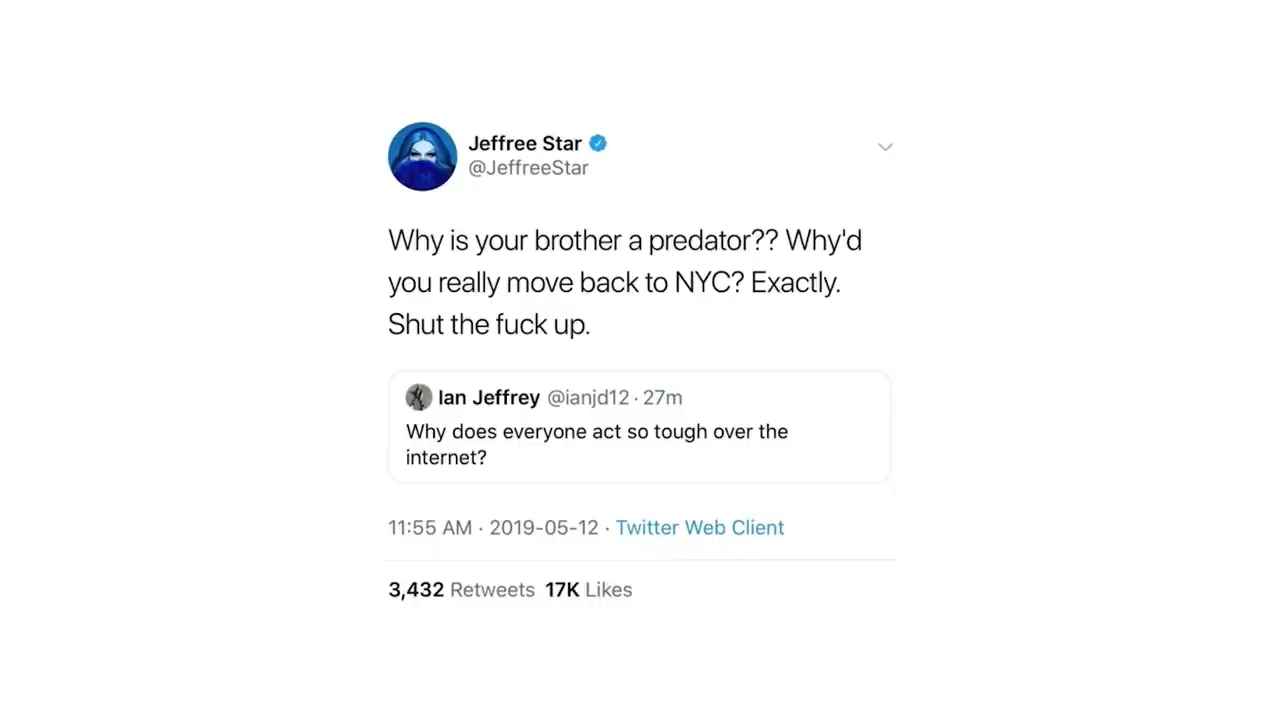 Jeffree Star
@JeffreeStar
Why is your brother a predator?? Why'd
you really move back to NYC? Exactly.
Shut the fuck up.
Ian Jeffrey @ianjd12 · 27m
Why does everyone act so tough over the
internet?
11:55 AM · 2019-05-12 · Twitter Web Client
3,432 Retweets 17K Likes